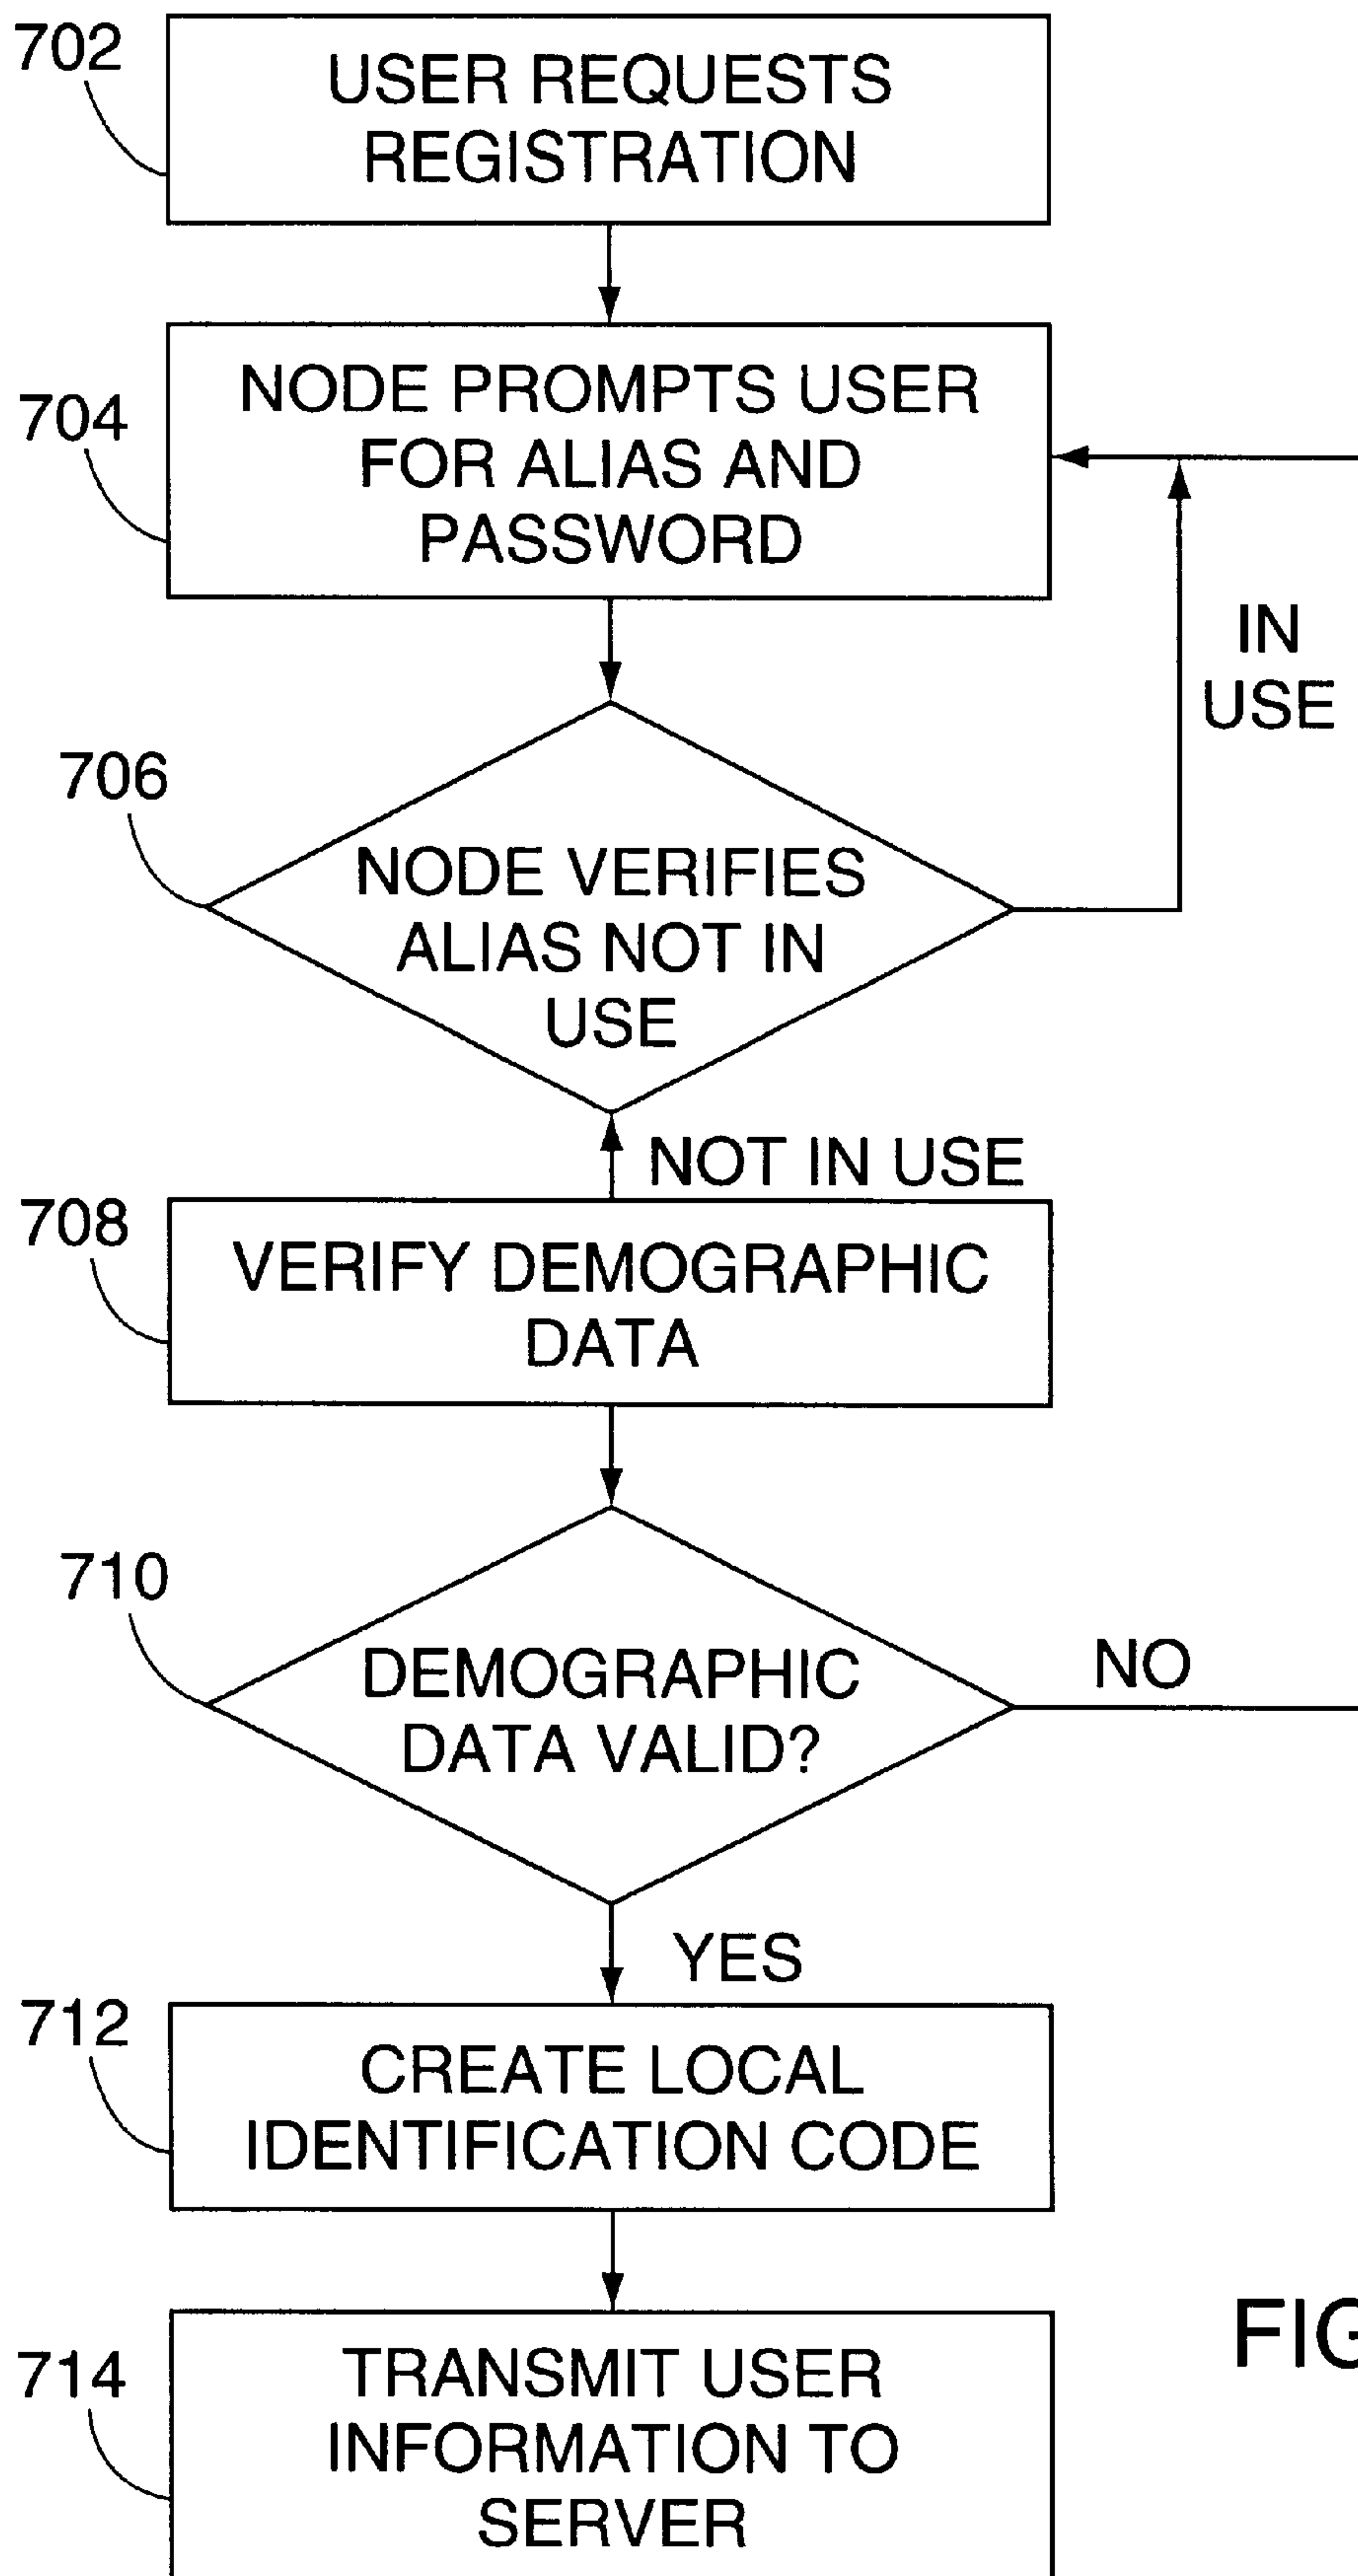 702
USER REQUESTS
REGISTRATION
704
NODE PROMPTS USER
FOR ALIAS AND
PASSWORD
IN
USE
706
NODE VERIFIES
ALIAS NOT IN
USE
NOT IN USE
708
VERIFY DEMOGRAPHIC
DATA
710
DEMOGRAPHIC
DATA VALID?
NO
YES
712
CREATE LOCAL
IDENTIFICATION CODE
714
TRANSMIT USER
INFORMATION TO
SERVER